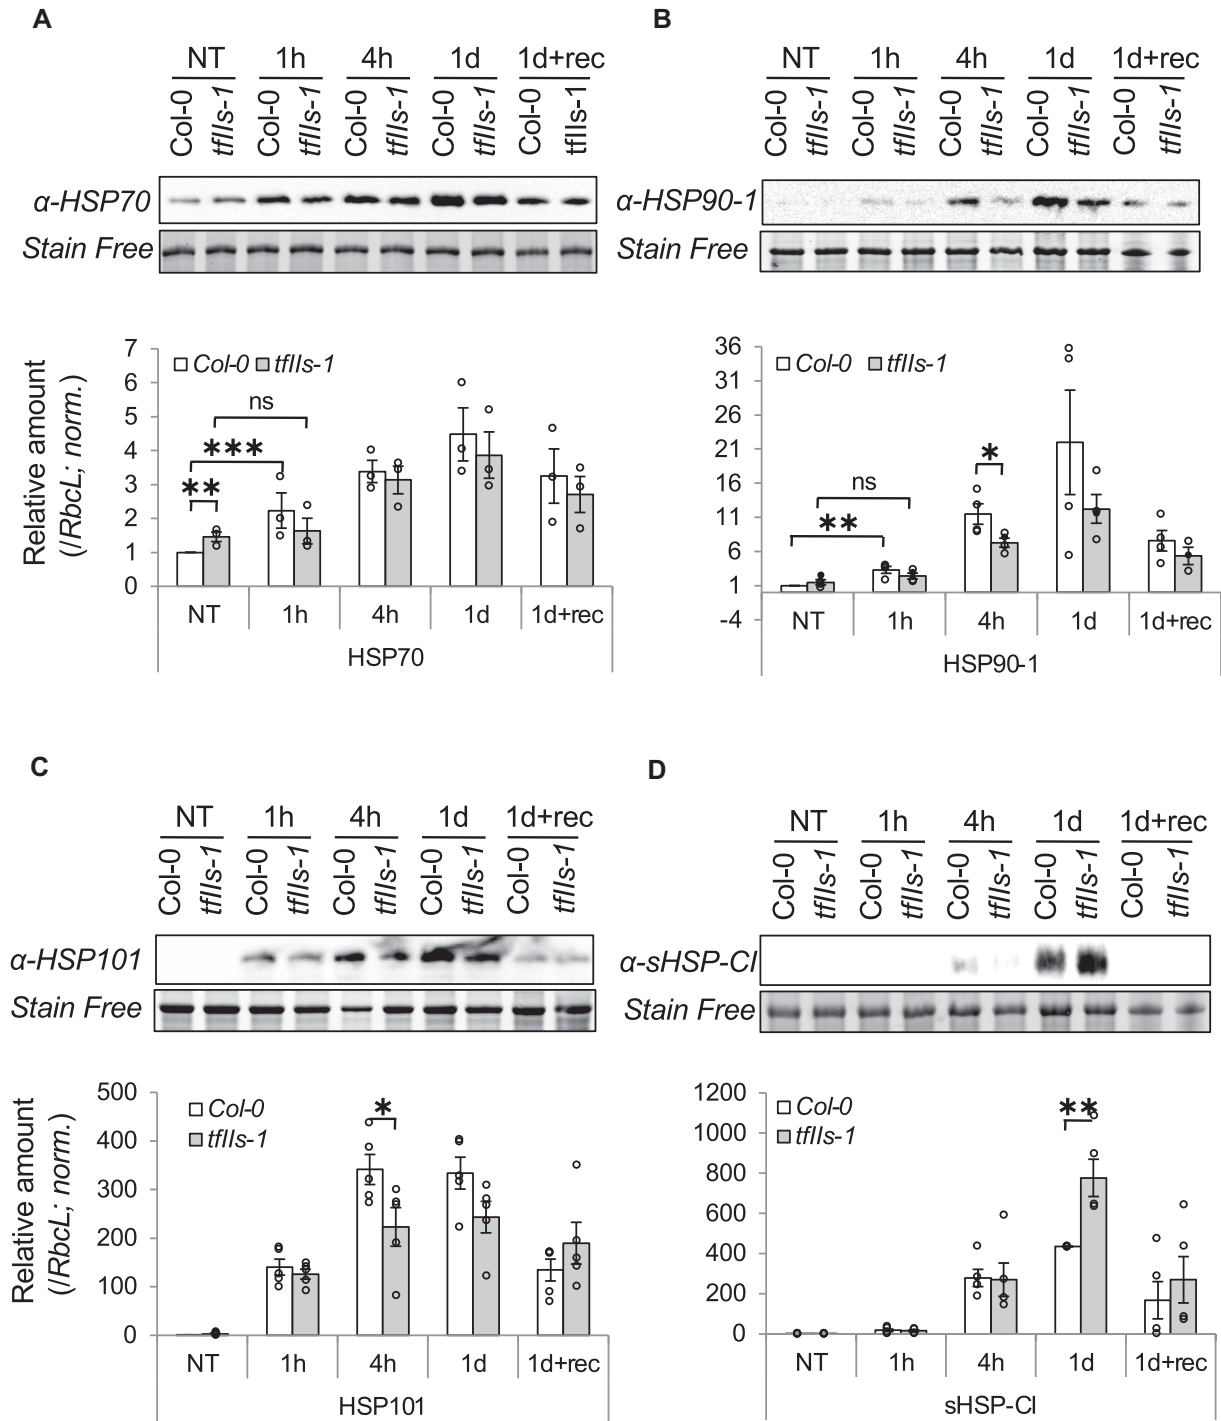 A
NT 1h 4h 1d 1d+rec
Col-0 tfIIs-1 Col-0 tfIIs-1 Col-0 tfIIs-1 Col-0 tfIIs-1 Col-0 tfIIs-1
α-HSP70
Stain Free
Relative amount
(/RbcL; norm.)
7
6
5
4
3
2
1
0
Col-0 tfIIs-1
ns
***
**
NT 1h 4h 1d 1d+rec
HSP70
B
NT 1h 4h 1d 1d+rec
Col-0 tfIIs-1 Col-0 tfIIs-1 Col-0 tfIIs-1 Col-0 tfIIs-1 Col-0 tfIIs-1
α-HSP90-1
Stain Free
36
31
26
21
16
11
6
1
-4
Col-0 tfIIs-1
*
ns
**
NT 1h 4h 1d 1d+rec
HSP90-1
C
NT 1h 4h 1d 1d+rec
Col-0 tfIIs-1 Col-0 tfIIs-1 Col-0 tfIIs-1 Col-0 tfIIs-1 Col-0 tfIIs-1
α-HSP101
Stain Free
Relative amount
(/RbcL; norm.)
500
400
300
200
100
0
Col-0
tfIIs-1
*
NT 1h 4h 1d 1d+rec
HSP101
D
NT 1h 4h 1d 1d+rec
Col-0 tfIIs-1 Col-0 tfIIs-1 Col-0 tfIIs-1 Col-0 tfIIs-1 Col-0 tfIIs-1
α-sHSP-CI
Stain Free
1200
1000
800
600
400
200
0
Col-0
tfIIs-1
**
NT 1h 4h 1d 1d+rec
sHSP-CI